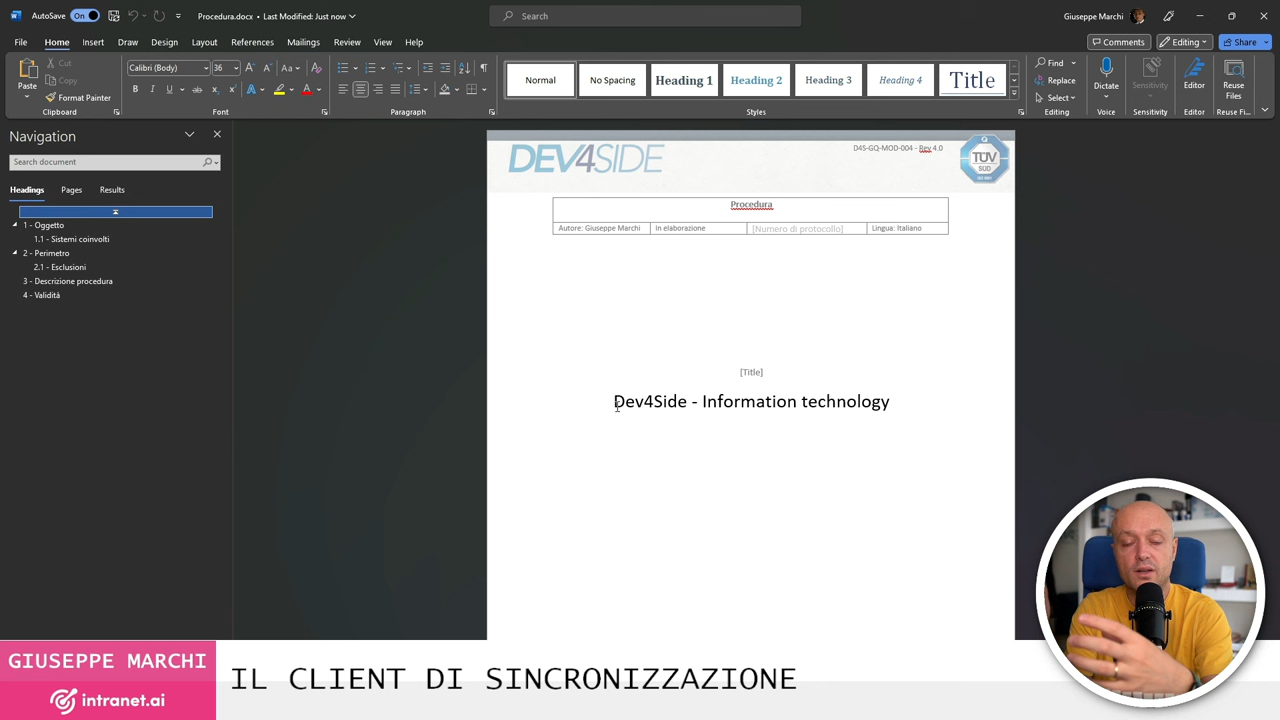 AutoSave On Procedura.docx • Last Modified: Just now Search Giuseppe Marchi
File Home Insert Draw Design Layout References Mailings Review View Help Comments Editing Share
Paste
Cut
Copy
Format Painter
Clipboard
Calibri (Body) 36
Font
Paragraph
Normal No Spacing Heading 1 Heading 2 Heading 3 Heading 4 Title
Styles
Find
Replace
Select
Editing
Dictate
Voice
Sensitivity
Sensitivity
Editor
Editor
Reuse Files
Reuse Fi...
Navigation
Search document
Headings Pages Results
1 - Oggetto
1.1 - Sistemi coinvolti
2 - Perimetro
2.1 - Esclusioni
3 - Descrizione procedura
4 - Validità
DEV4SIDE
D4S-GQ-MOD-004 - Rev 4.0
TÜV
SUD
ISO 9001
Procedura
Autore: Giuseppe Marchi In elaborazione [Numero di protocollo] Lingua: Italiano
[Title]
Dev4Side - Information technology
GIUSEPPE MARCHI
intranet.ai
IL CLIENT DI SINCRONIZZAZIONE